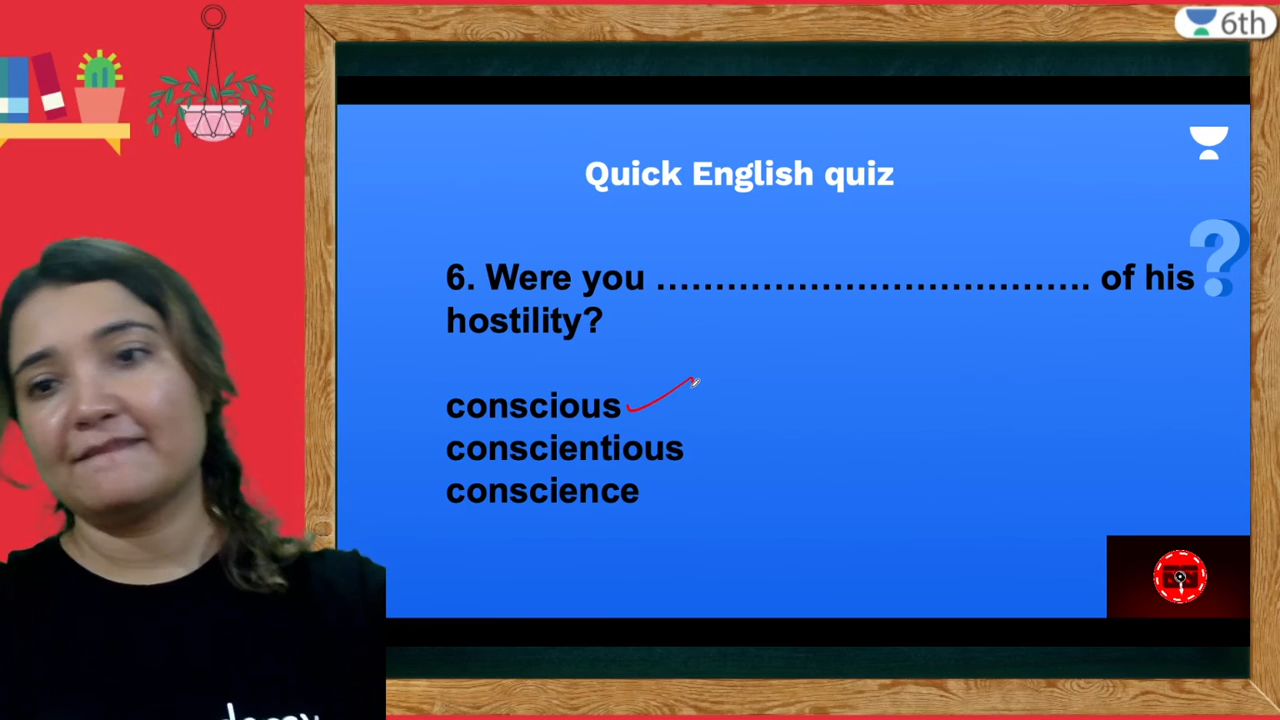 6th
Quick English quiz
6. Were you ......................................... of his
hostility?
conscious
conscientious
conscience